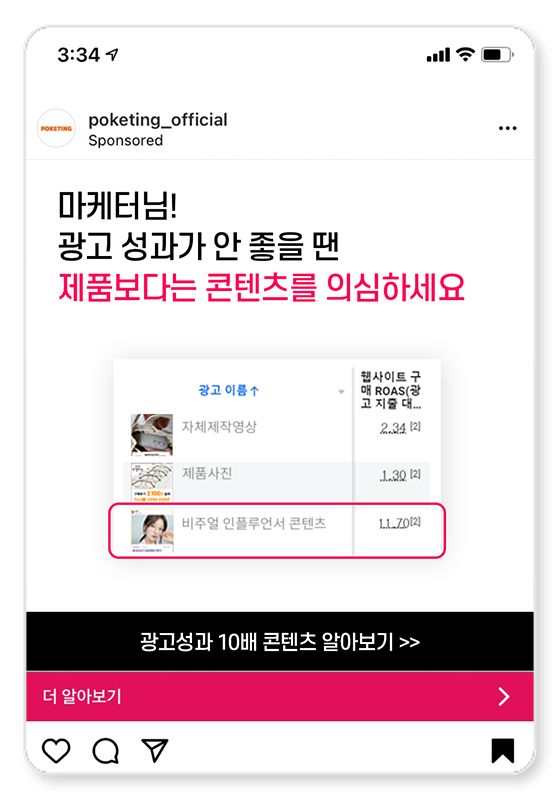 3:34
POKETING
poketing_official
Sponsored
마케터님!
광고 성과가 안 좋을 땐
제품보다는 콘텐츠를 의심하세요
광고 이름↑
웹사이트 구
매 ROAS(광
고 지출 대...
자체제작영상
2.34 [2]
제품사진
1.30 [2]
비주얼 인플루언서 콘텐츠
11.70 [2]
광고성과 10배 콘텐츠 알아보기 >>
더 알아보기